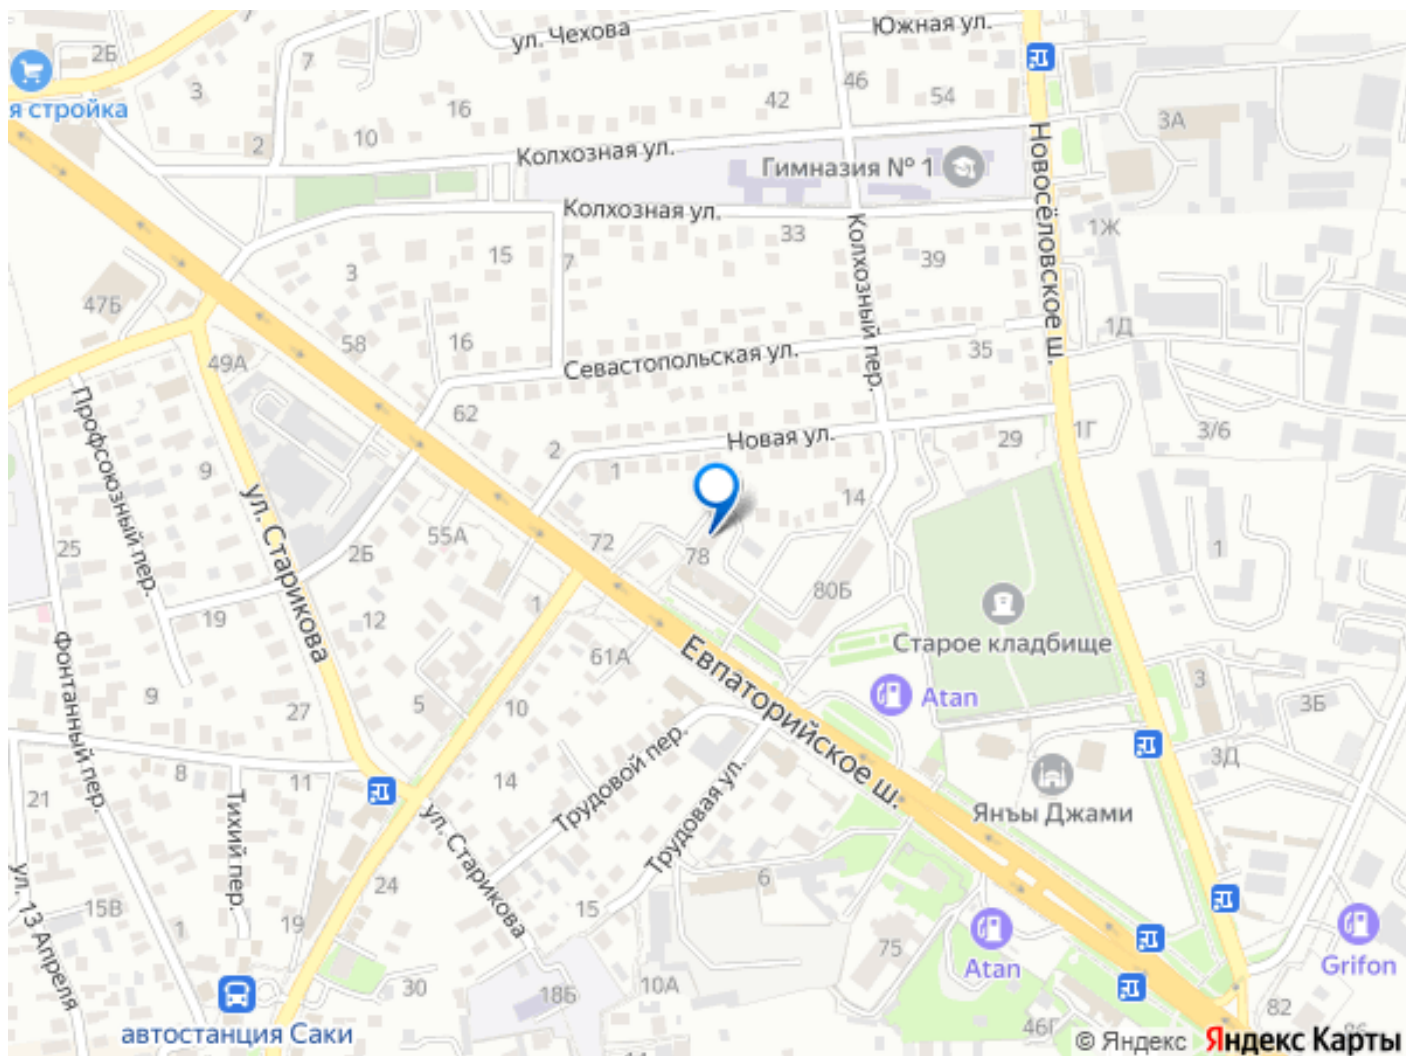 ул. Чехова
Южная ул.
2Б
7
3
46
я стройка
16
42
54
3А
10
2
Колхозная ул.
Гимназия № 1
Новосёловское ш.
Колхозная ул.
Колхозный пер.
33
1Ж
15
7
39
3
47Б
1Д
58
16
35
49А
Севастопольская ул.
Профсоюзный пер.
62
2
Новая ул.
29
1Г
3/6
9
1
ул. Старикова
14
25
2Б
55А
72
78
1
80Б
19
12
1
Старое кладбище
Фонтанный пер.
61А
Евпаторийское ш.
9
27
5
10
Atan
3
3Б
3Д
8
11
14
Трудовой пер.
Трудовая ул.
Янъы Джами
21
Тихий пер.
ул. Старикова
24
6
ул. 13 Апреля
15В
1
19
15
75
Atan
Grifon
30
18Б
10А
автостанция Саки
46Г
82
86
11
© Яндекс Яндекс Карты